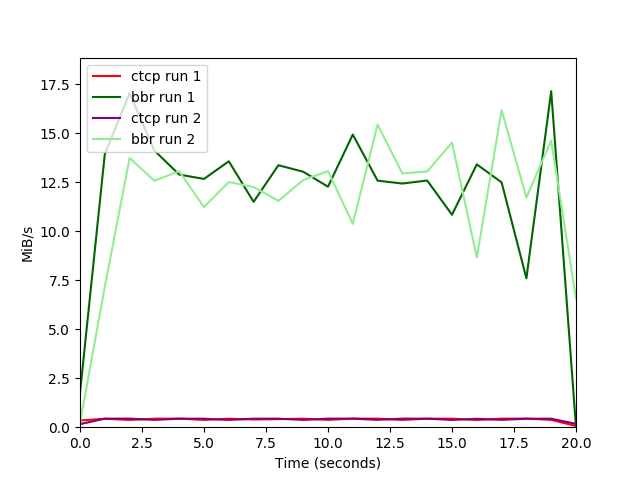 17.5
15.0
12.5
10.0
7.5
5.0
2.5
0.0
MiB/s
ctcp run 1
bbr run 1
ctcp run 2
bbr run 2
0.0 2.5 5.0 7.5 10.0 12.5 15.0 17.5 20.0
Time (seconds)